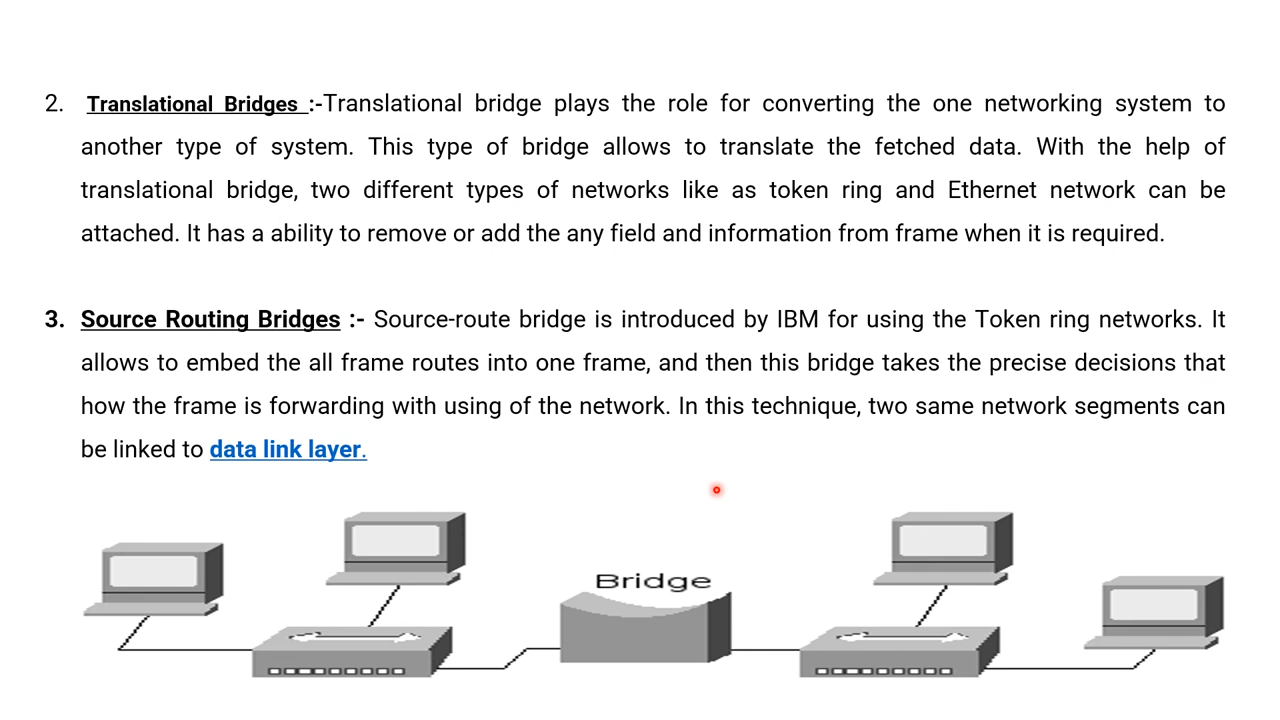 2. Translational Bridges :-Translational bridge plays the role for converting the one networking system to
another type of system. This type of bridge allows to translate the fetched data. With the help of
translational bridge, two different types of networks like as token ring and Ethernet network can be
attached. It has a ability to remove or add the any field and information from frame when it is required.
3. Source Routing Bridges :- Source-route bridge is introduced by IBM for using the Token ring networks. It
allows to embed the all frame routes into one frame, and then this bridge takes the precise decisions that
how the frame is forwarding with using of the network. In this technique, two same network segments can
be linked to data link layer.
Bridge